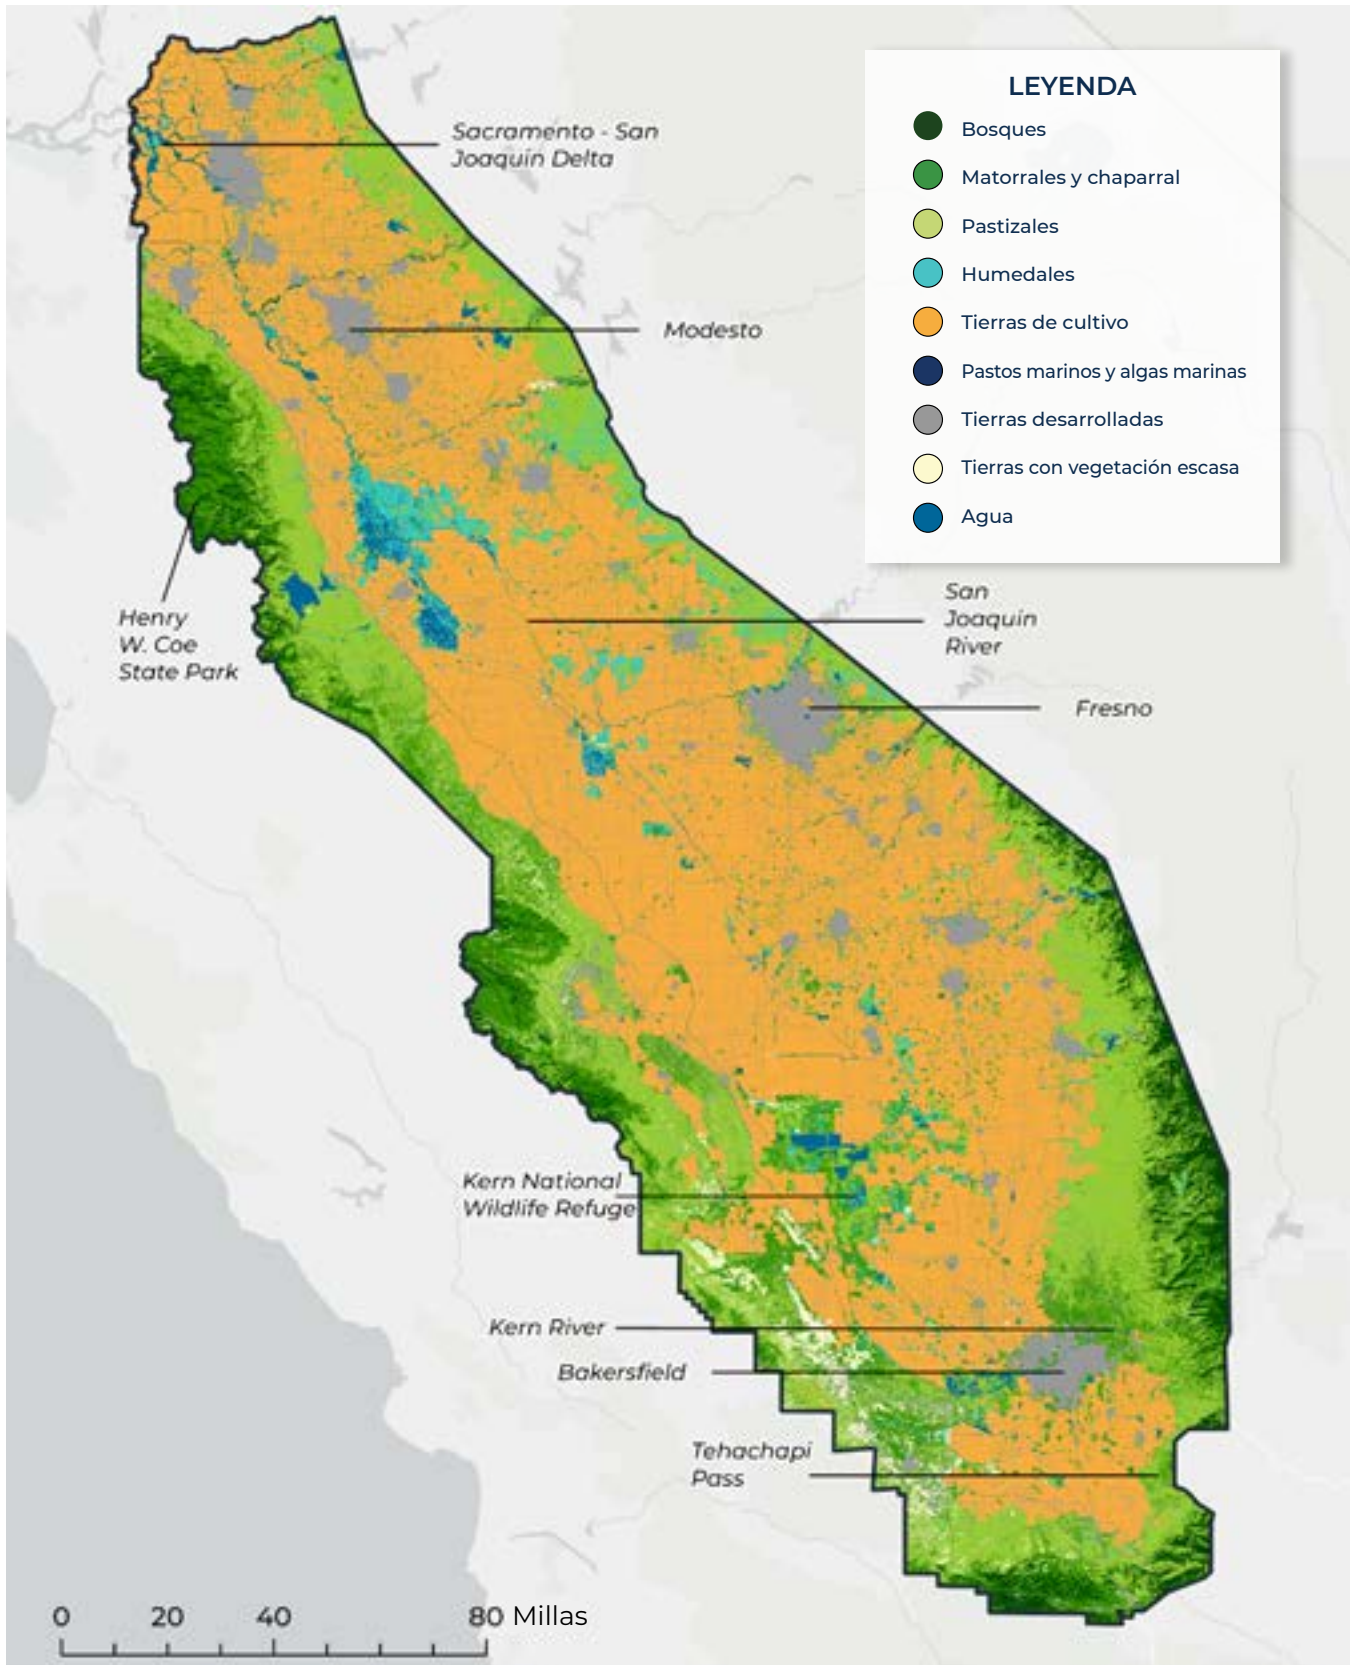 LEYENDA
Bosques
Matorrales y chaparral
Pastizales
Humedales
Tierras de cultivo
Pastos marinos y algas marinas
Tierras desarrolladas
Tierras con vegetación escasa
Agua
Sacramento - San
Joaquin Delta
Modesto
Henry
W. Coe
State Park
San
Joaquin
River
Fresno
Kern National
Wildlife Refuge
Kern River
Bakersfield
Tehachapi
Pass
0 20 40 80 Millas